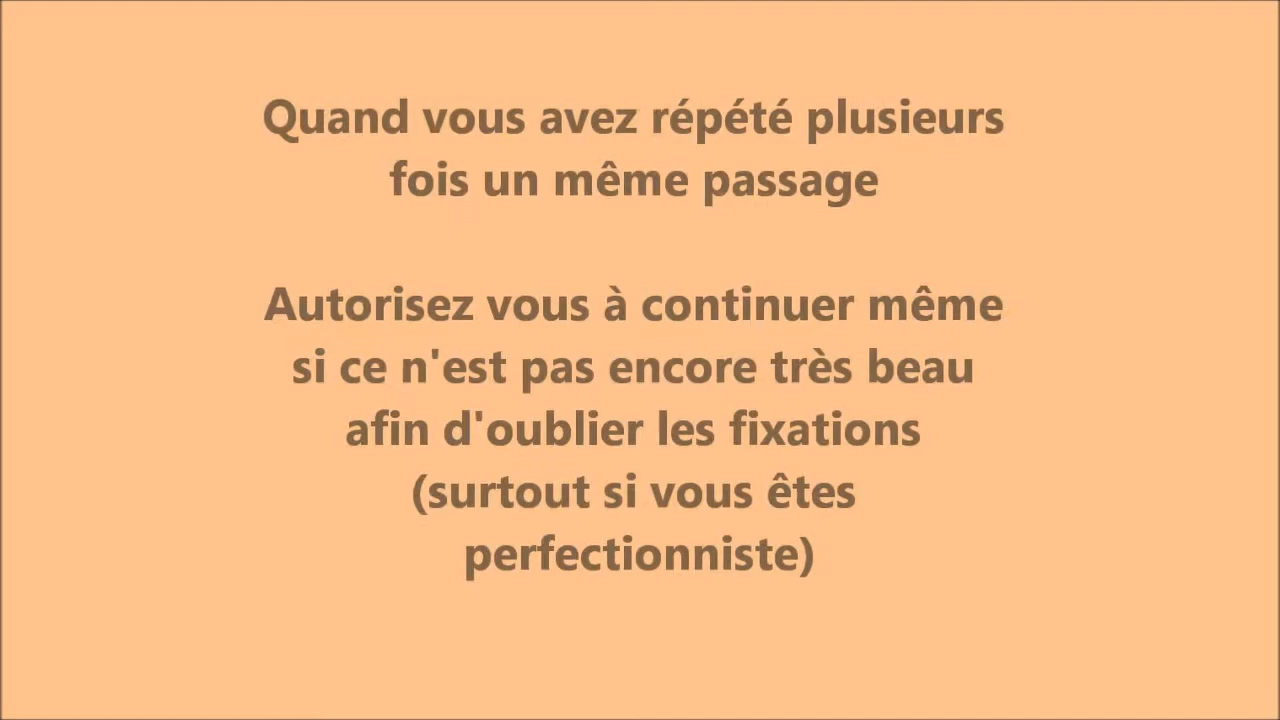 Quand vous avez répété plusieurs
fois un même passage
Autorisez vous à continuer même
si ce n'est pas encore très beau
afin d'oublier les fixations
(surtout si vous êtes
perfectionniste)